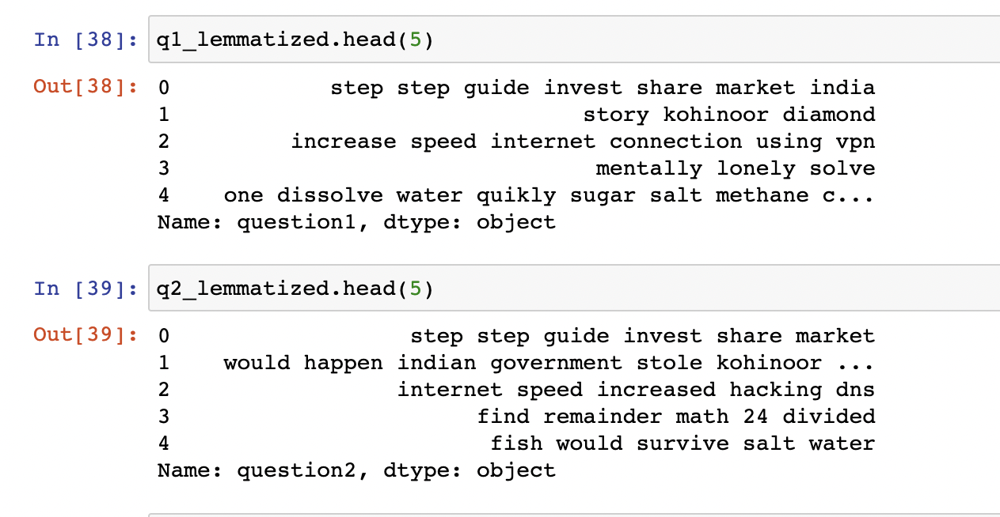 In [38]: q1_lemmatized.head(5)
Out[38]: 0 step step guide invest share market india
1 story kohinoor diamond
2 increase speed internet connection using vpn
3 mentally lonely solve
4 one dissolve water quikly sugar salt methane c...
Name: question1, dtype: object
In [39]: q2_lemmatized.head(5)
Out[39]: 0 step step guide invest share market
1 would happen indian government stole kohinoor ...
2 internet speed increased hacking dns
3 find remainder math 24 divided
4 fish would survive salt water
Name: question2, dtype: object